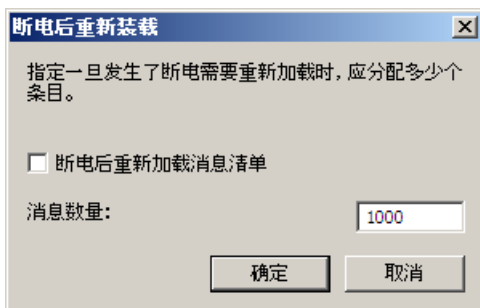 断电后重新装载
指定一旦发生了断电需要重新加载时,应分配多少个
条目。
断电后重新加载消息清单
消息数量:
1000
确定
取消